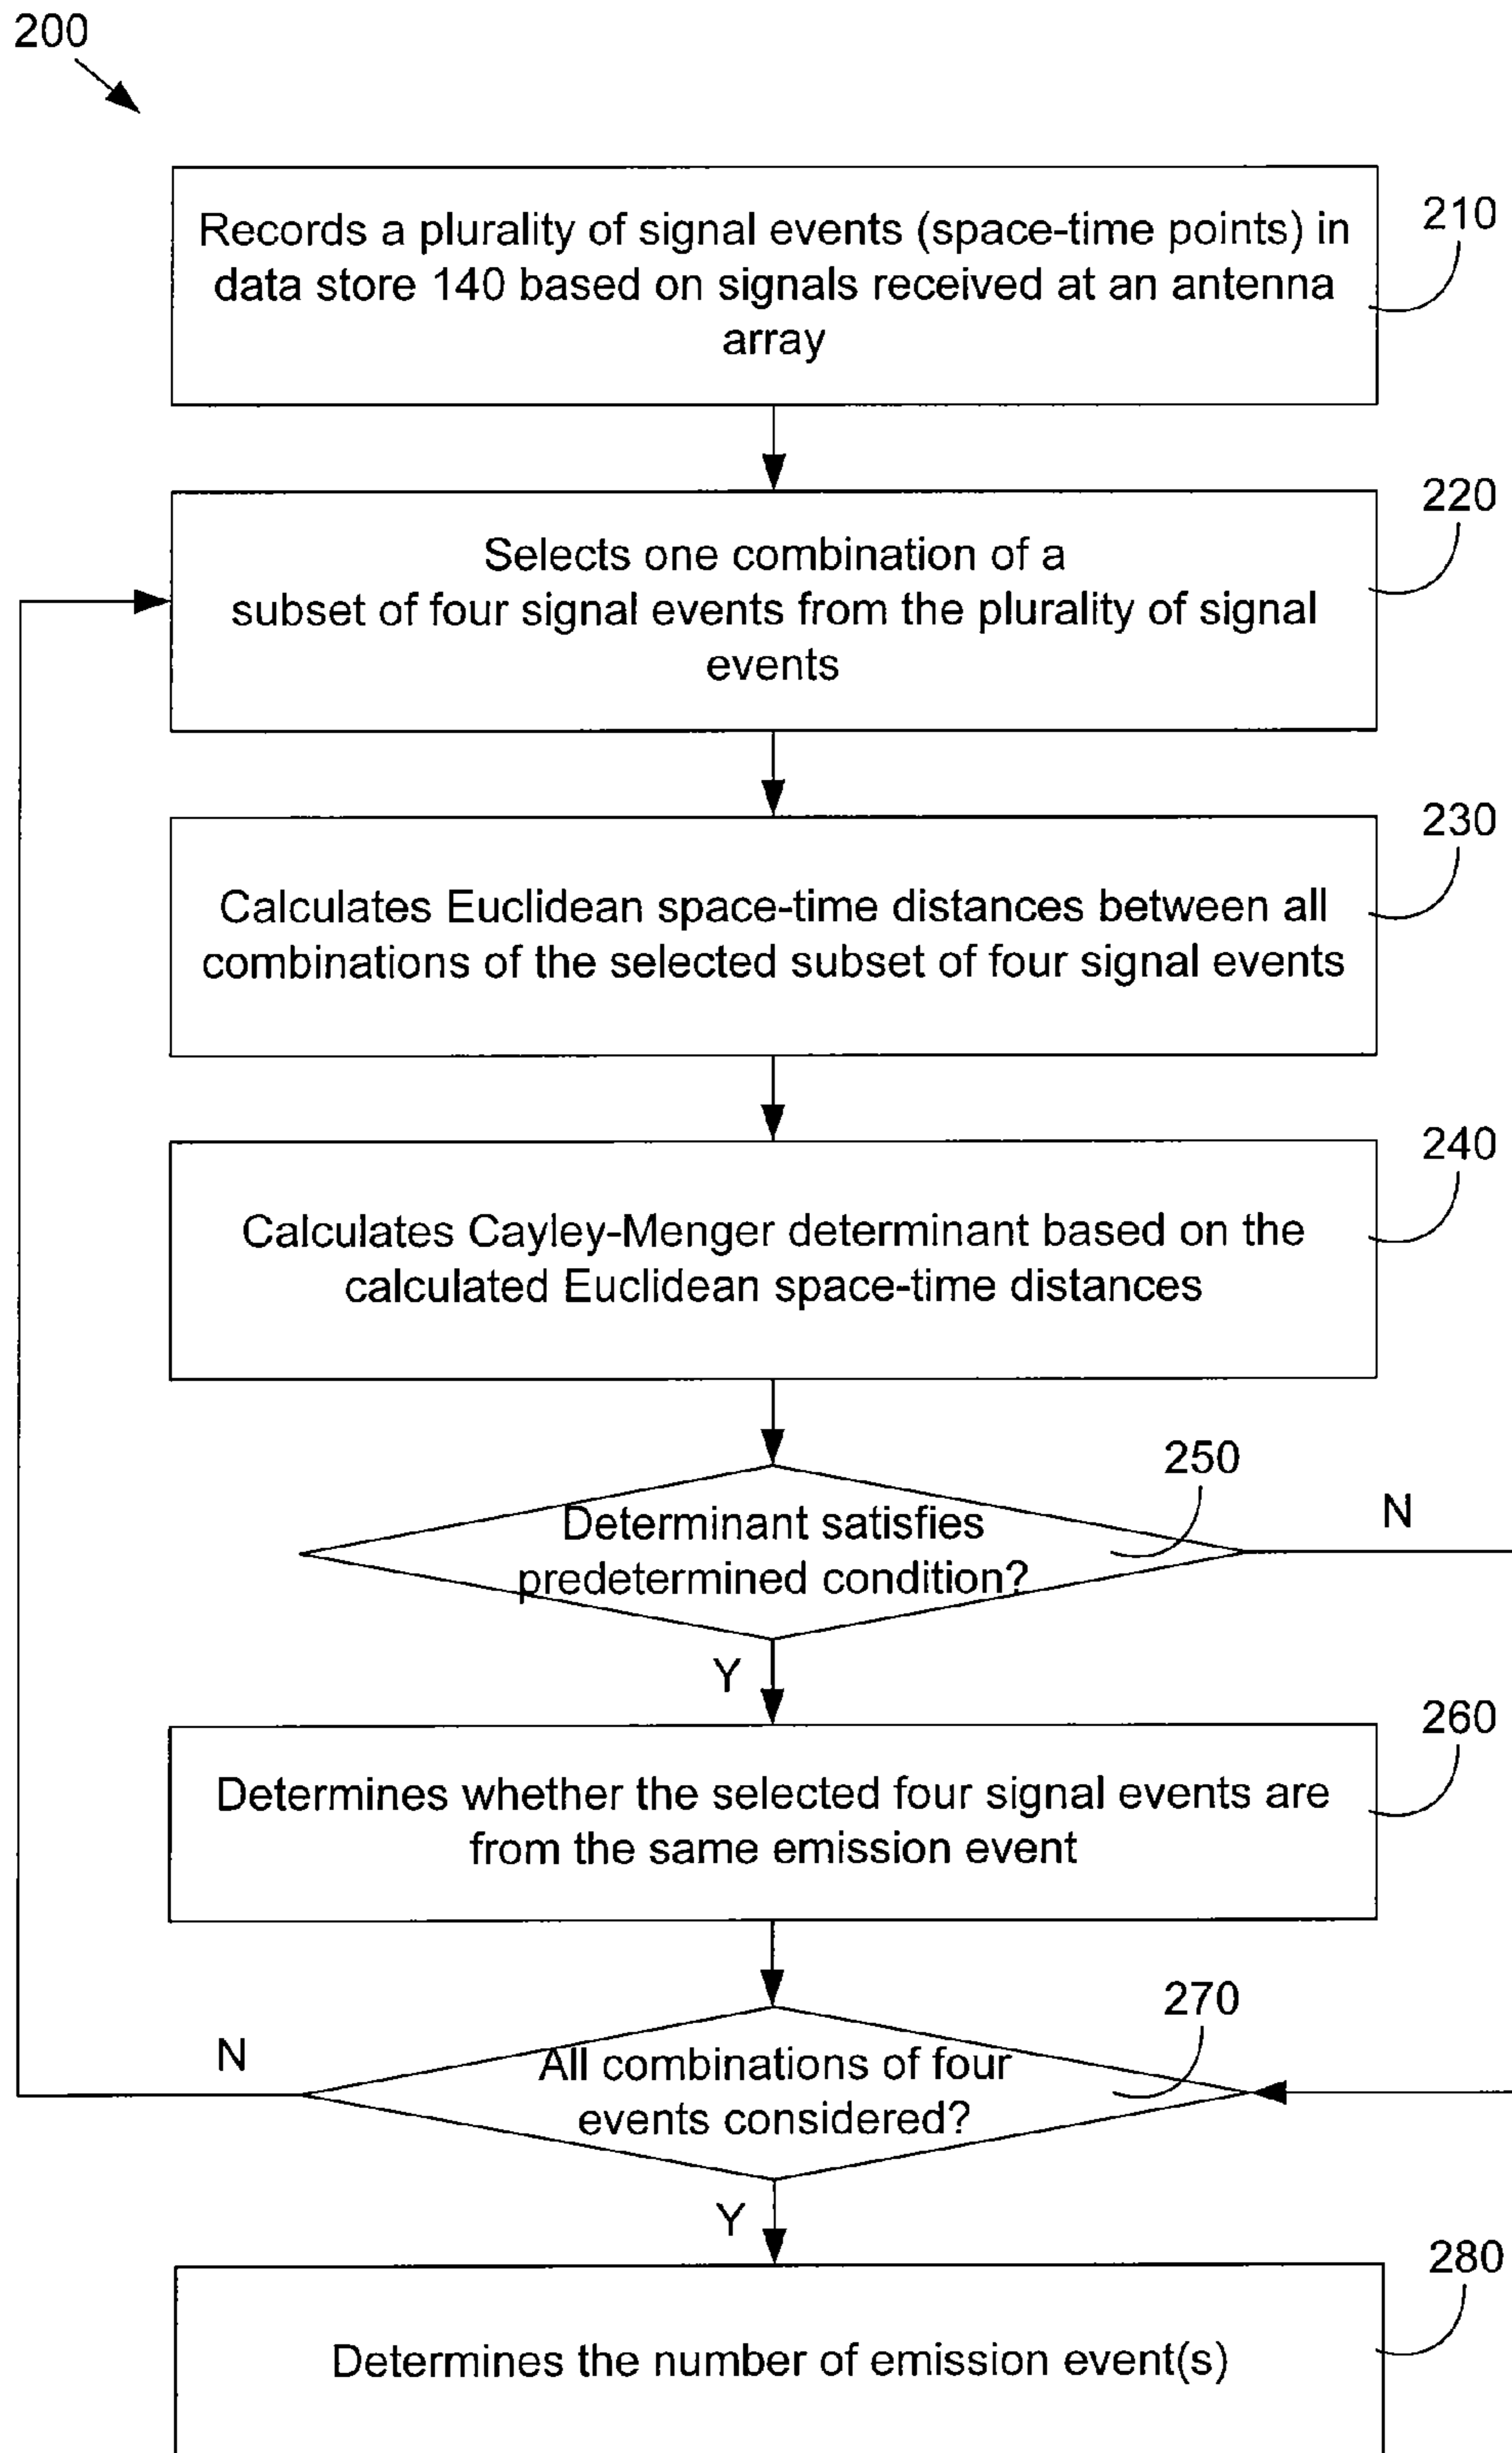 200
Records a plurality of signal events (space-time points) in
data store 140 based on signals received at an antenna
array
210
Selects one combination of a
subset of four signal events from the plurality of signal
events
220
Calculates Euclidean space-time distances between all
combinations of the selected subset of four signal events
230
Calculates Cayley-Menger determinant based on the
calculated Euclidean space-time distances
240
Determinant satisfies
predetermined condition?
250
N
Y
Determines whether the selected four signal events are
from the same emission event
260
All combinations of four
events considered?
270
N
Y
Determines the number of emission event(s)
280